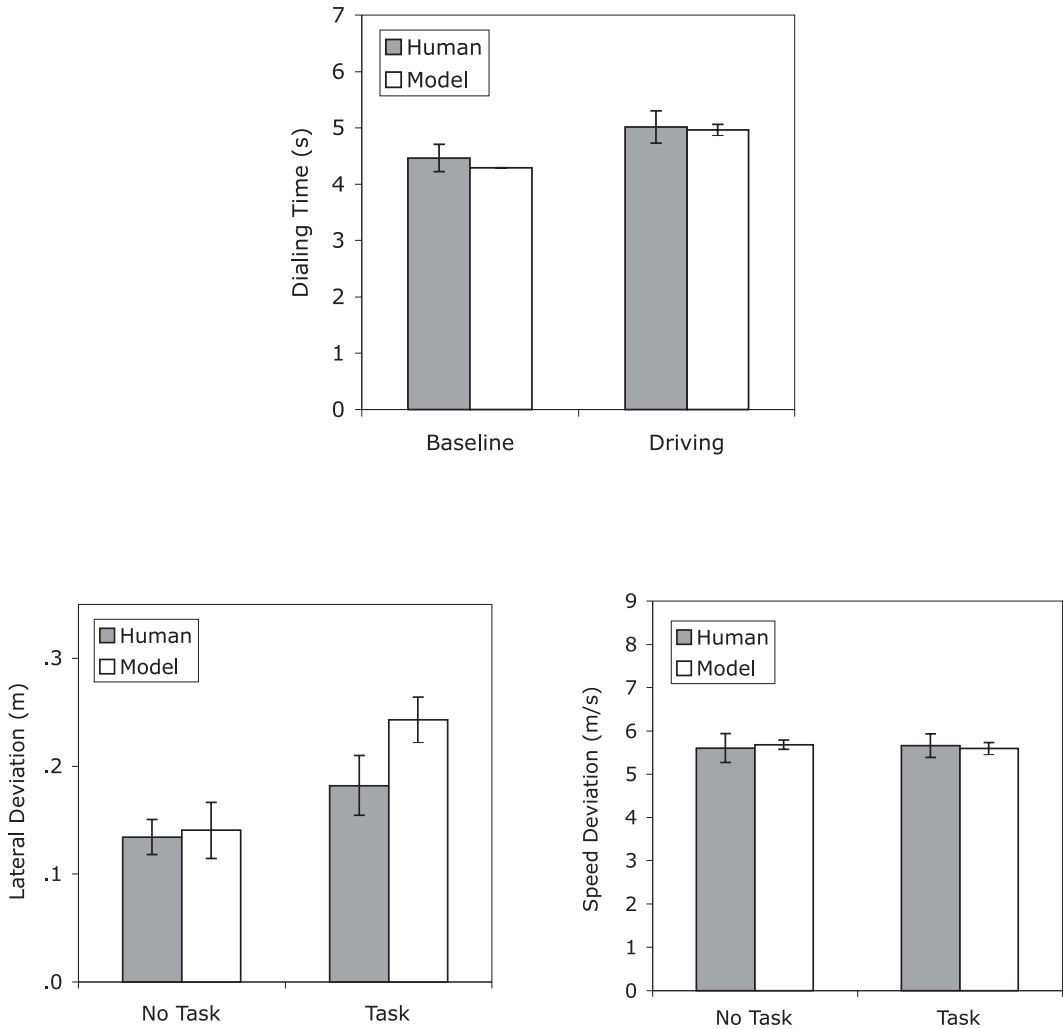 7
6
5
4
3
2
1
0
Dialing Time (s)
Human
Model
Baseline Driving
.3
.2
.1
.0
Lateral Deviation (m)
Human
Model
No Task Task
9
8
7
6
5
4
3
2
1
0
Speed Deviation (m/s)
Human
Model
No Task Task